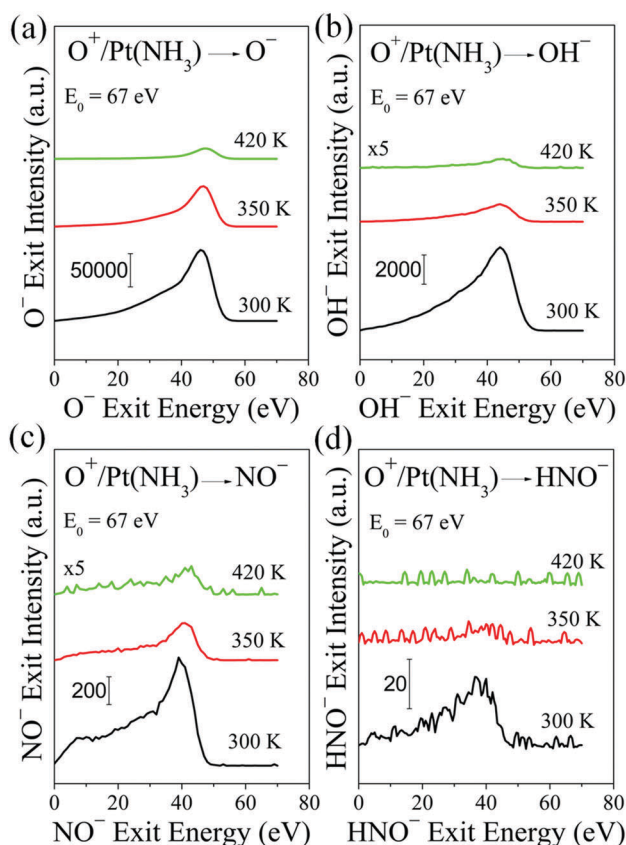 (a)
O⁺/Pt(NH₃) → O⁻
E₀ = 67 eV
420 K
350 K
50000
300 K
0 20 40 60 80
O⁻ Exit Energy (eV)
O⁻ Exit Intensity (a.u.)
(b)
O⁺/Pt(NH₃) → OH⁻
E₀ = 67 eV
x5
420 K
350 K
2000
300 K
0 20 40 60 80
OH⁻ Exit Energy (eV)
OH⁻ Exit Intensity (a.u.)
(c)
O⁺/Pt(NH₃) → NO⁻
E₀ = 67 eV
x5
420 K
350 K
200
300 K
0 20 40 60 80
NO⁻ Exit Energy (eV)
NO⁻ Exit Intensity (a.u.)
(d)
O⁺/Pt(NH₃) → HNO⁻
E₀ = 67 eV
420 K
350 K
20
300 K
0 20 40 60 80
HNO⁻ Exit Energy (eV)
HNO⁻ Exit Intensity (a.u.)